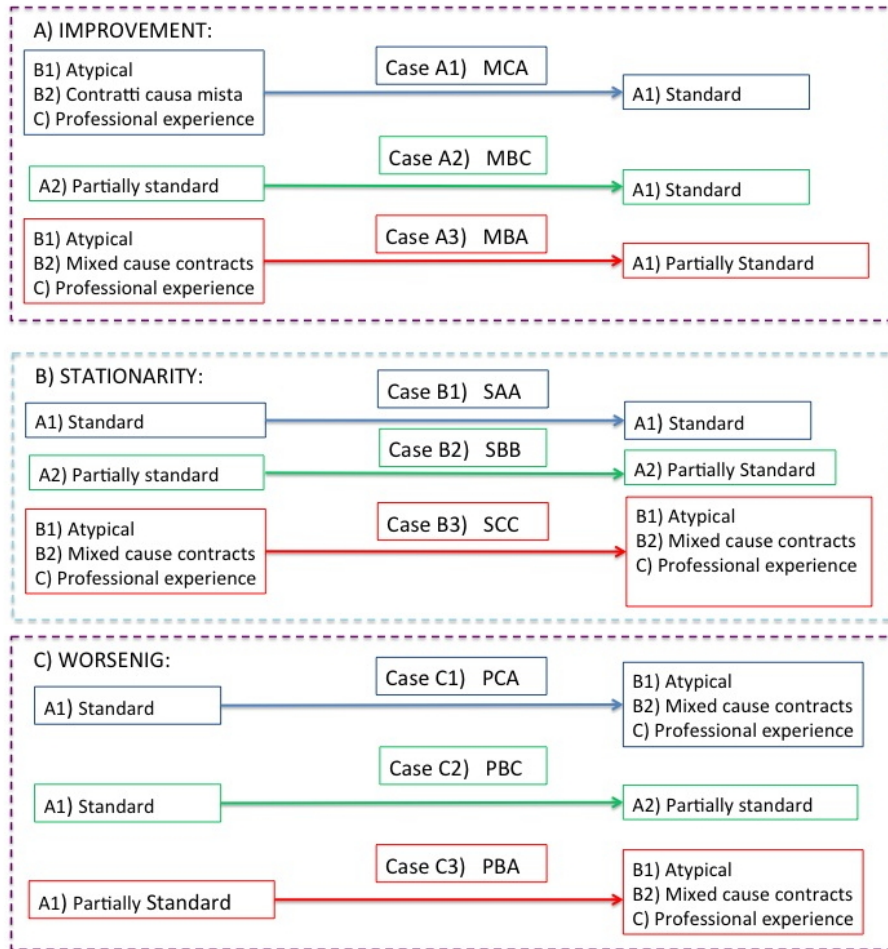 A) IMPROVEMENT:
B1) Atypical
B2) Contratti causa mista
C) Professional experience
Case A1) MCA
A1) Standard
A2) Partially standard
Case A2) MBC
A1) Standard
B1) Atypical
B2) Mixed cause contracts
C) Professional experience
Case A3) MBA
A1) Partially Standard
B) STATIONARITY:
A1) Standard
Case B1) SAA
A1) Standard
A2) Partially standard
Case B2) SBB
A2) Partially Standard
B1) Atypical
B2) Mixed cause contracts
C) Professional experience
Case B3) SCC
B1) Atypical
B2) Mixed cause contracts
C) Professional experience
C) WORSENIG:
A1) Standard
Case C1) PCA
B1) Atypical
B2) Mixed cause contracts
C) Professional experience
A1) Standard
Case C2) PBC
A2) Partially standard
A1) Partially Standard
Case C3) PBA
B1) Atypical
B2) Mixed cause contracts
C) Professional experience